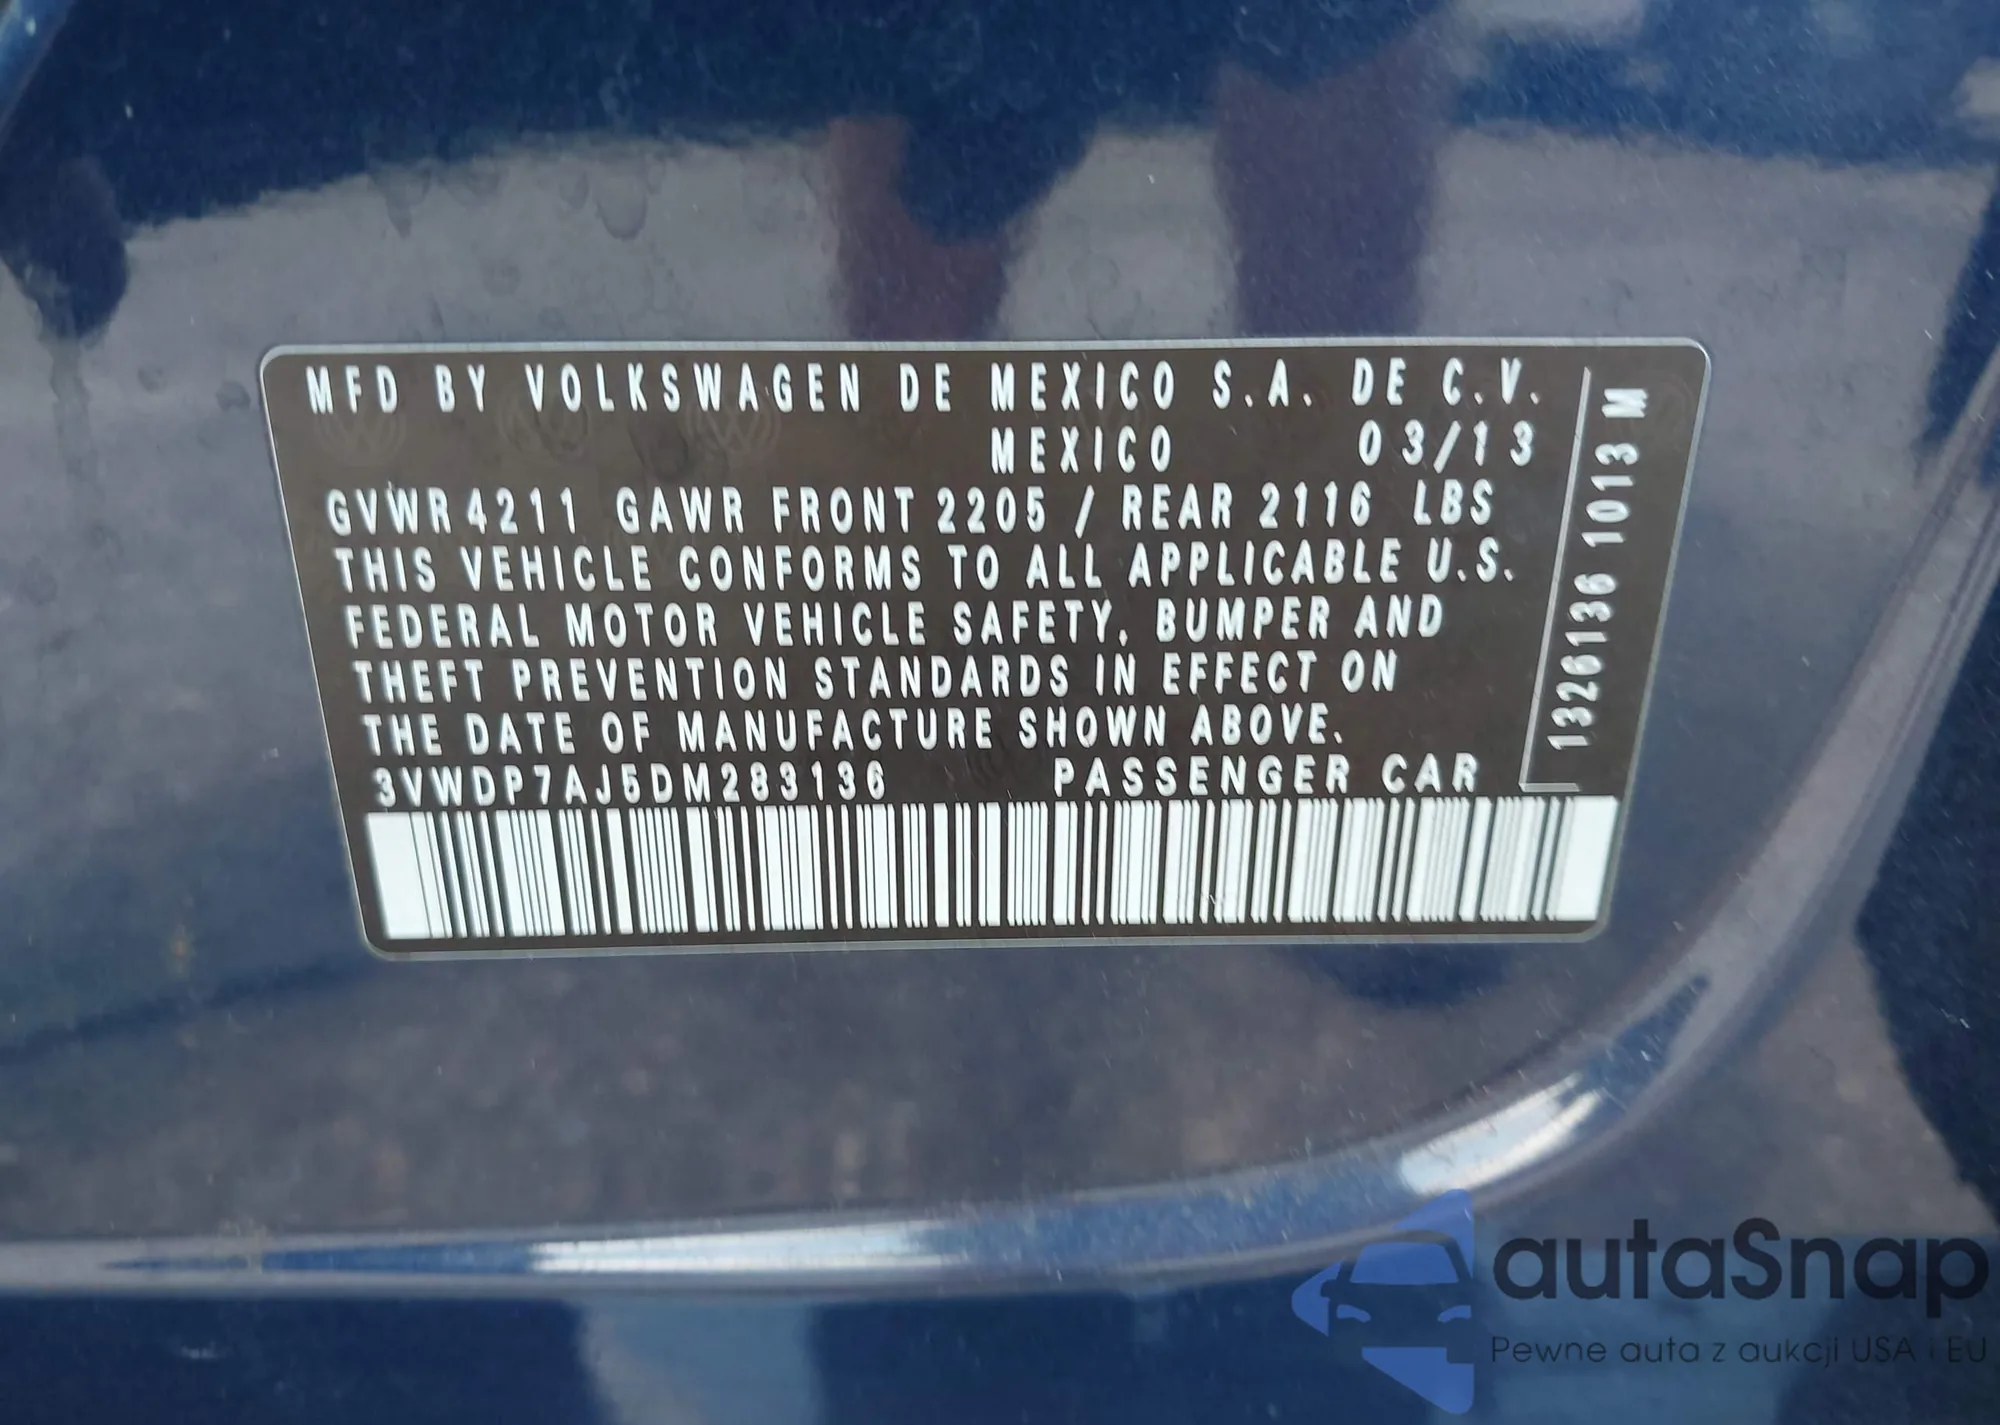 MFD BY VOLKSWAGEN DE MEXICO S.A. DE C.V.
MEXICO 03/13
GVWR 4211 GAWR FRONT 2205 / REAR 2116 LBS
THIS VEHICLE CONFORMS TO ALL APPLICABLE U.S.
FEDERAL MOTOR VEHICLE SAFETY, BUMPER AND
THEFT PREVENTION STANDARDS IN EFFECT ON
THE DATE OF MANUFACTURE SHOWN ABOVE.
3VWDP7AJ5DM283136 PASSENGER CAR
1326136 1013 M
autaSnap
Pewne auta z aukcji USA i EU